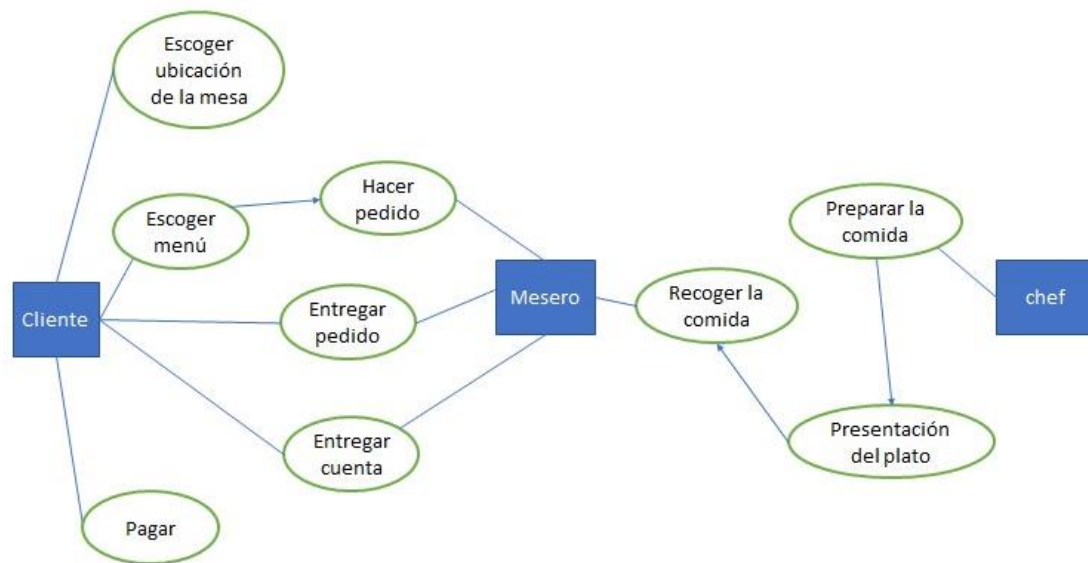 Escoger
ubicación
de la mesa
Hacer
pedido
Escoger
menú
Preparar la
comida
Cliente
Entregar
pedido
Mesero
Recoger la
comida
chef
Entregar
cuenta
Presentación
del plato
Pagar